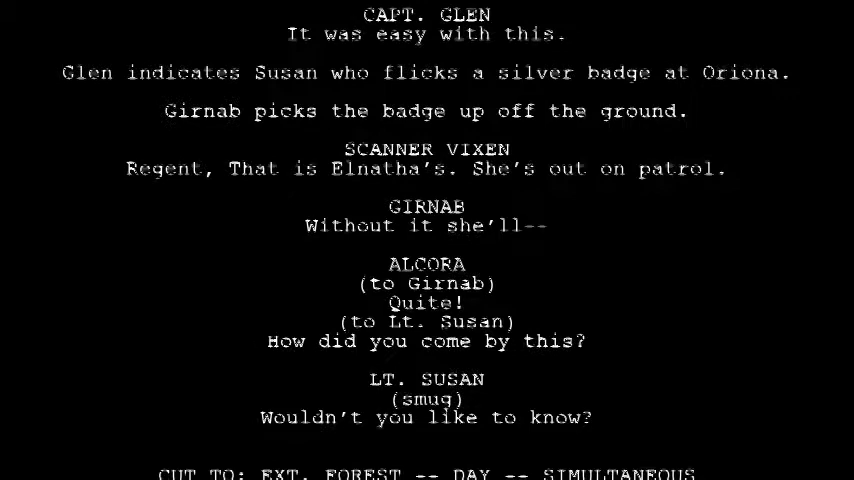 CAPT. GLEN
It was easy with this.
Glen indicates Susan who flicks a silver badge at Oriona.
Girnab picks the badge up off the ground.
SCANNER VIXEN
Regent, That is Elnatha's. She's out on patrol.
GIRNAB
Without it she'll--
ALCORA
(to Girnab)
Quite!
(to Lt. Susan)
How did you come by this?
LT. SUSAN
(smug)
Wouldn't you like to know?
CUT TO: EXT. FOREST -- DAY -- SIMULTANEOUS